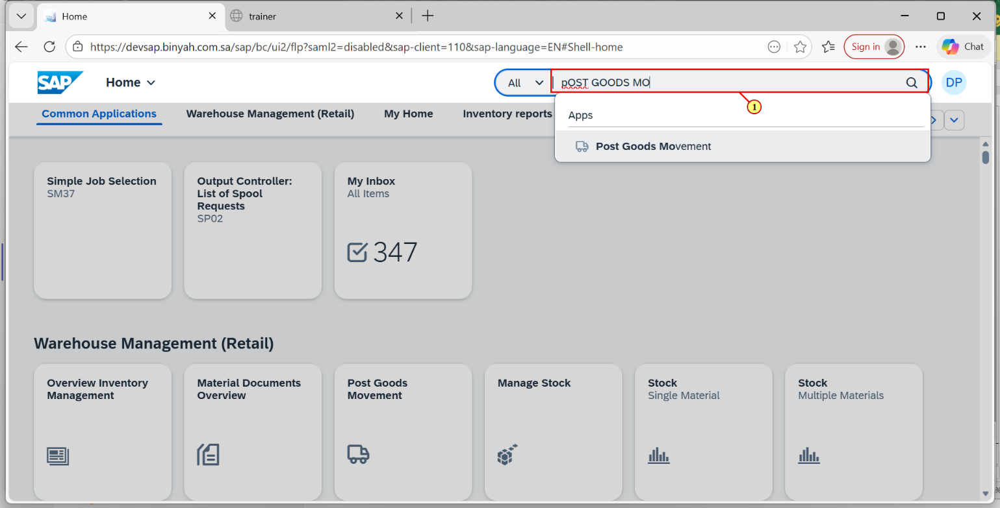 Home
trainer
https://devsap.binyah.com.sa/sap/bc/ui2/flp?saml2=disabled&sap-client=110&sap-language=EN#Shell-home
Sign in
Chat
SAP
Home
All
pOST GOODS MO
DP
1
Common Applications
Warehouse Management (Retail)
My Home
Inventory reports
Apps
Post Goods Movement
Simple Job Selection
SM37
Output Controller:
List of Spool
Requests
SP02
My Inbox
All Items
347
Warehouse Management (Retail)
Overview Inventory
Management
Material Documents
Overview
Post Goods
Movement
Manage Stock
Stock
Single Material
Stock
Multiple Materials